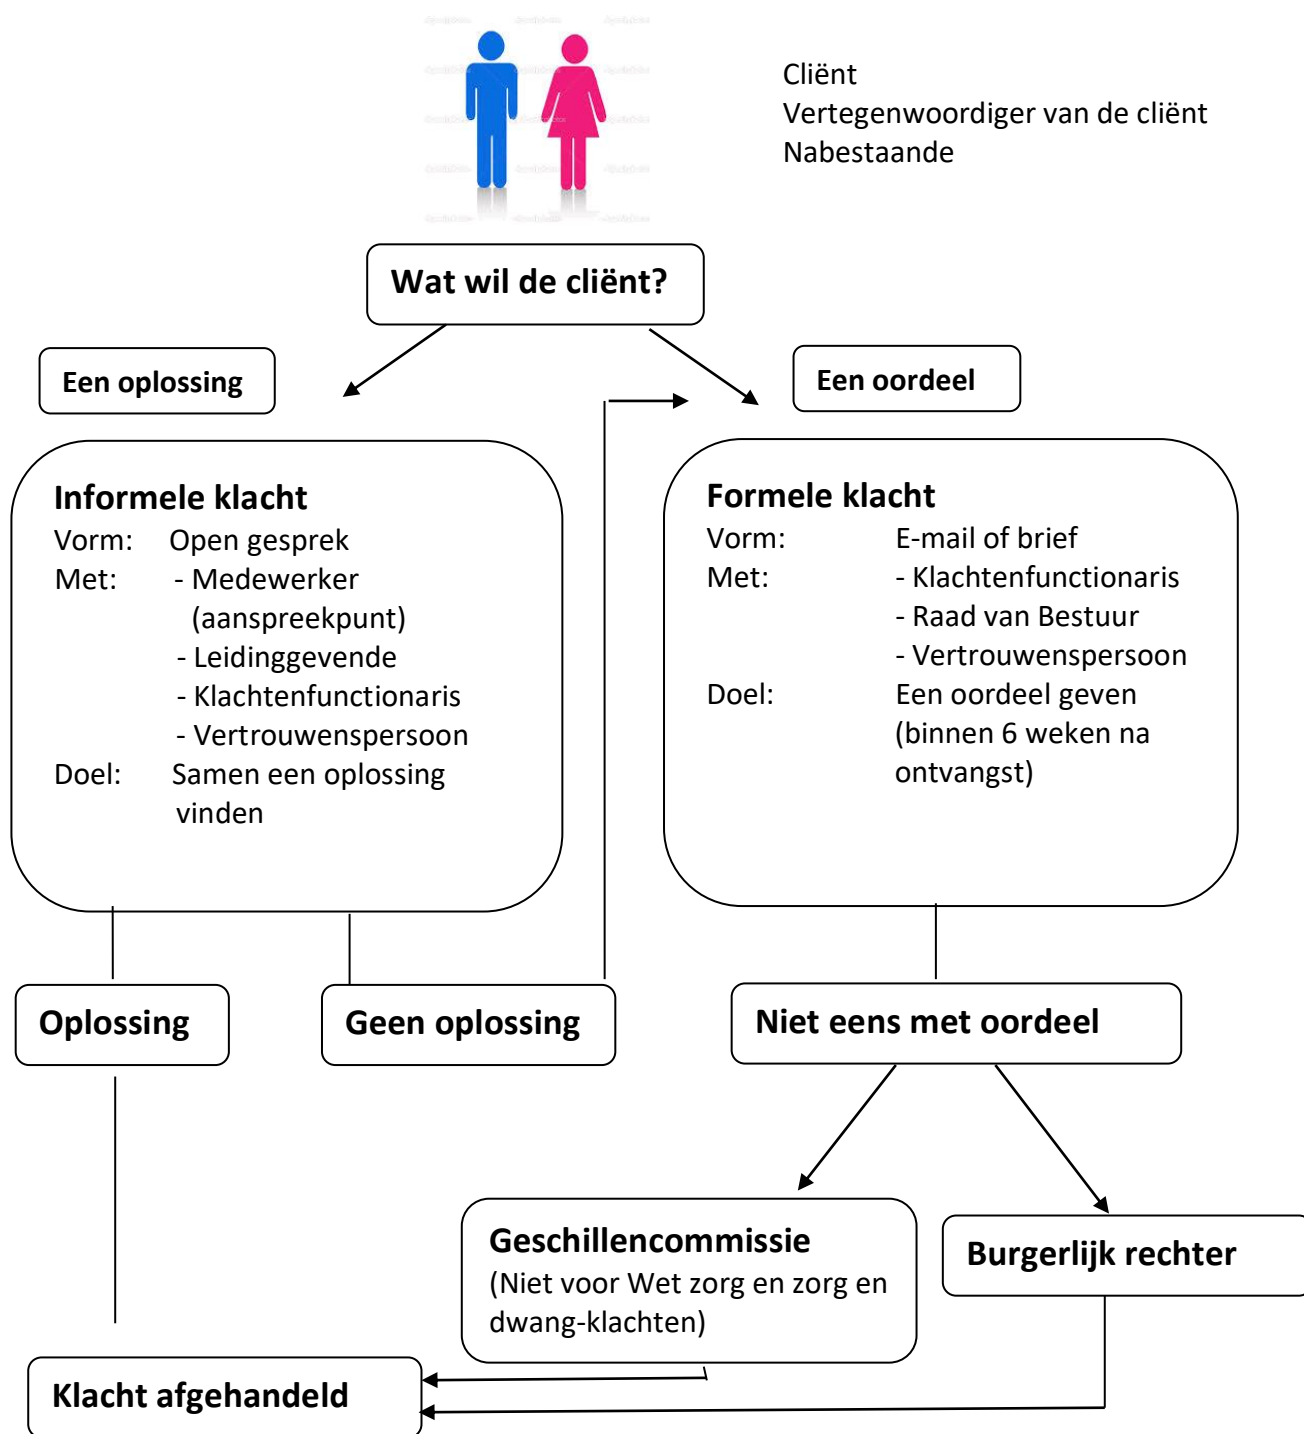 Cliënt
Vertegenwoordiger van de cliënt
Nabestaande
Wat wil de cliënt?
Een oplossing
Een oordeel
Informele klacht
Vorm: Open gesprek
Met: - Medewerker
(aanspreekpunt)
- Leidinggevende
- Klachtenfunctionaris
- Vertrouwenspersoon
Doel: Samen een oplossing
vinden
Formele klacht
Vorm: E-mail of brief
Met: - Klachtenfunctionaris
- Raad van Bestuur
- Vertrouwenspersoon
Doel: Een oordeel geven
(binnen 6 weken na
ontvangst)
Oplossing
Geen oplossing
Niet eens met oordeel
Geschillencommissie
(Niet voor Wet zorg en zorg en
dwang-klachten)
Burgerlijk rechter
Klacht afgehandeld